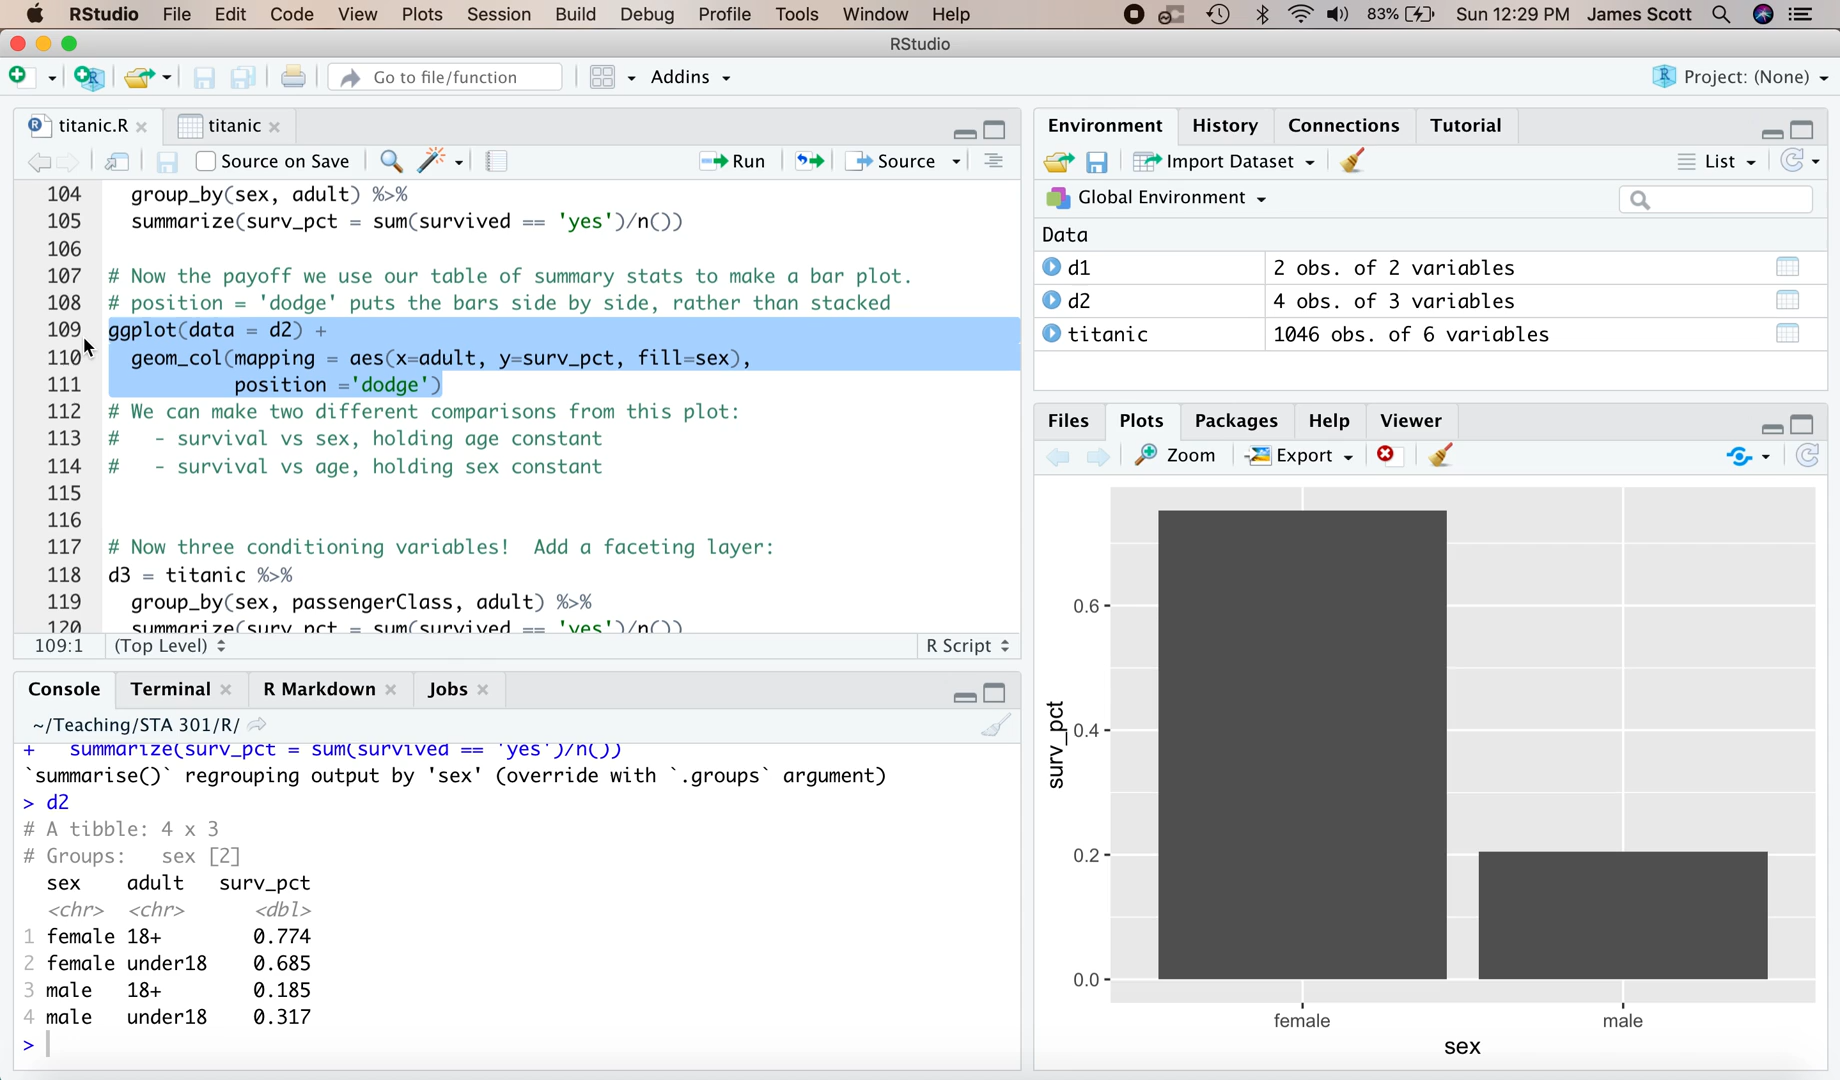 RStudio File Edit Code View Plots Session Build Debug Profile Tools Window Help 83% Sun 12:29 PM James Scott
RStudio
Go to file/function Addins Project: (None)
titanic.R titanic
Source on Save Run Source
104 group_by(sex, adult) %>%
105 summarize(surv_pct = sum(survived == 'yes')/n())
106
107 # Now the payoff we use our table of summary stats to make a bar plot.
108 # position = 'dodge' puts the bars side by side, rather than stacked
109 ggplot(data = d2) +
110 geom_col(mapping = aes(x=adult, y=surv_pct, fill=sex),
111 position ='dodge')
112 # We can make two different comparisons from this plot:
113 # - survival vs sex, holding age constant
114 # - survival vs age, holding sex constant
115
116
117 # Now three conditioning variables! Add a faceting layer:
118 d3 = titanic %>%
119 group_by(sex, passengerClass, adult) %>%
120 summarize(surv_pct = sum(survived == 'yes')/n())
109:1 (Top Level) R Script
Console Terminal R Markdown Jobs
~/Teaching/STA 301/R/
+ summarize(surv_pct = sum(survived == 'yes')/n())
`summarise()` regrouping output by 'sex' (override with `.groups` argument)
> d2
# A tibble: 4 x 3
# Groups: sex [2]
sex adult surv_pct
<chr> <chr> <dbl>
1 female 18+ 0.774
2 female under18 0.685
3 male 18+ 0.185
4 male under18 0.317
>
Environment History Connections Tutorial
Import Dataset List
Global Environment
Data
d1 2 obs. of 2 variables
d2 4 obs. of 3 variables
titanic 1046 obs. of 6 variables
Files Plots Packages Help Viewer
Zoom Export
surv_pct
0.6
0.4
0.2
0.0
female male
sex